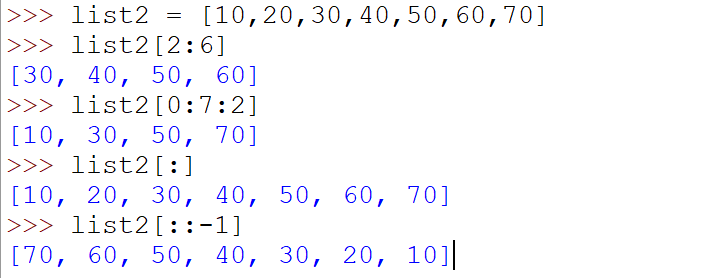 >>> list2 = [10,20,30,40,50,60,70]
>>> list2[2:6]
[30, 40, 50, 60]
>>> list2[0:7:2]
[10, 30, 50, 70]
>>> list2[:]
[10, 20, 30, 40, 50, 60, 70]
>>> list2[::-1]
[70, 60, 50, 40, 30, 20, 10]